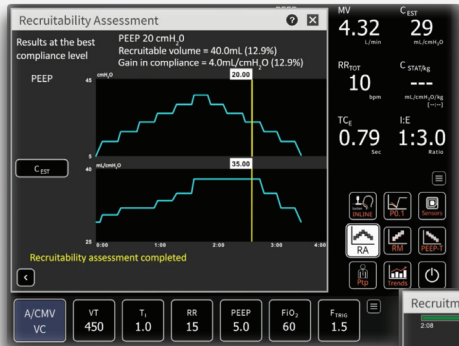 Recruitability Assessment
Results at the best
compliance level
PEEP 20 cmH2O
Recruitable volume = 40.0mL (12.9%)
Gain in compliance = 4.0mL/cmH2O (12.9%)
PEEP
45
cmH2O
20.00
5
CEST
45
mL/cmH2O
35.00
25
0:00
1:00
2:00
3:00
4:00
Recruitability assessment completed
MV
4.32
L/min
CEST
29
mL/cmH2O
RRTOT
10
bpm
C STAT/kg
---
mL/cmH2O/kg
(--:--)
TCE
0.79
Sec
I:E
1:3.0
Ratio
INLINE
P0.1
Sensors
RA
RM
PEEP-T
Ptp
Trends
A/CMV
VC
VT
450
TI
1.0
RR
15
PEEP
5.0
FiO2
60
FTRIG
1.5
Recruitm
2:08